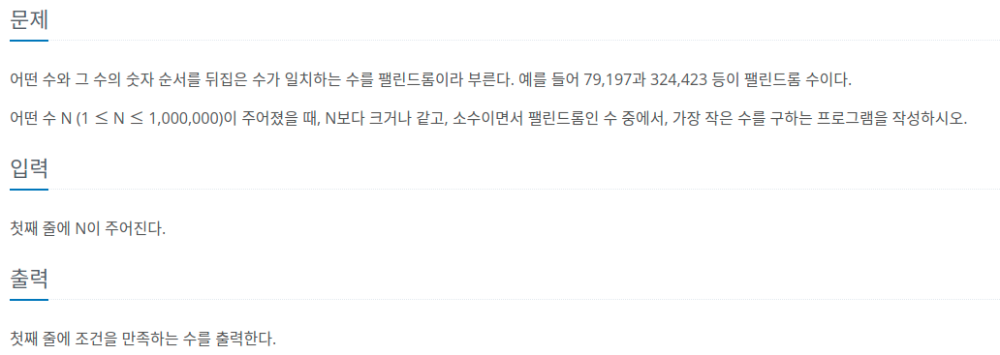 문제
어떤 수와 그 수의 숫자 순서를 뒤집은 수가 일치하는 수를 팰린드롬이라 부른다. 예를 들어 79,197과 324,423 등이 팰린드롬 수이다.
어떤 수 N (1 ≤ N ≤ 1,000,000)이 주어졌을 때, N보다 크거나 같고, 소수이면서 팰린드롬인 수 중에서, 가장 작은 수를 구하는 프로그램을 작성하시오.
입력
첫째 줄에 N이 주어진다.
출력
첫째 줄에 조건을 만족하는 수를 출력한다.